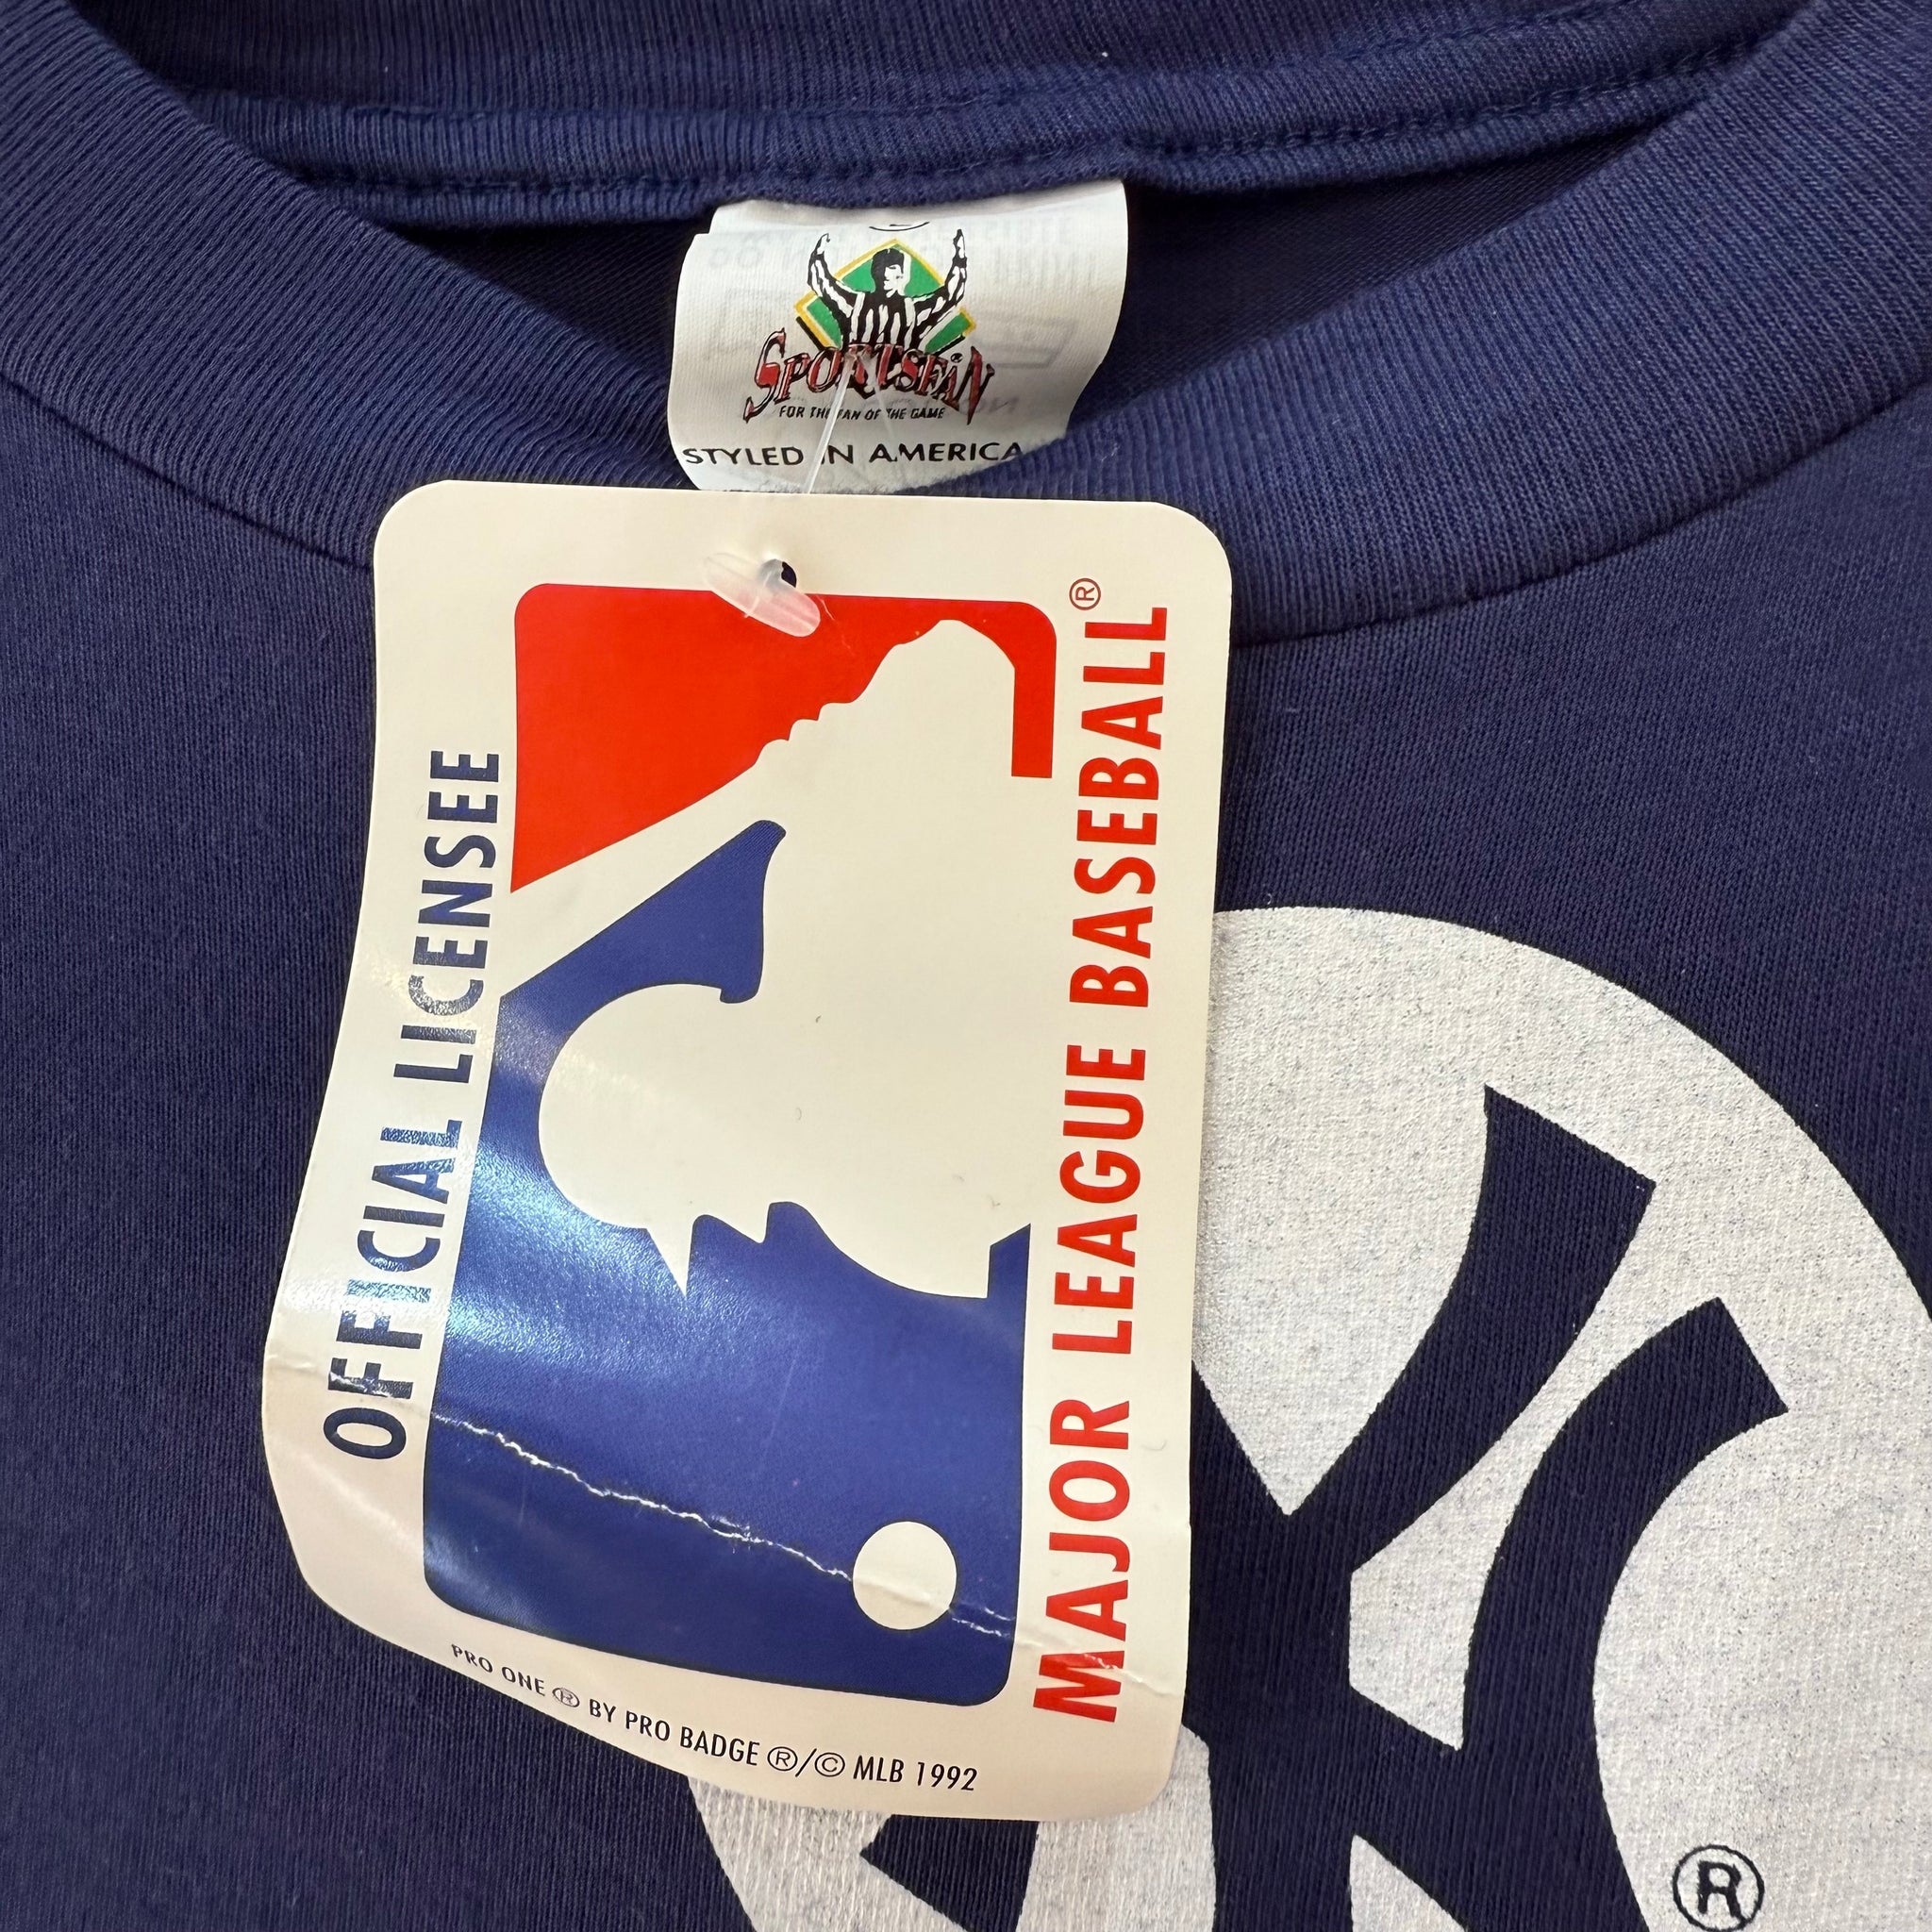 SPORTSFAN®
FOR THE FAN OF THE GAME
STYLED IN AMERICA
OFFICIAL LICENSEE
MAJOR LEAGUE BASEBALL®
PRO ONE ® BY PRO BADGE ®/© MLB 1992
NY
®